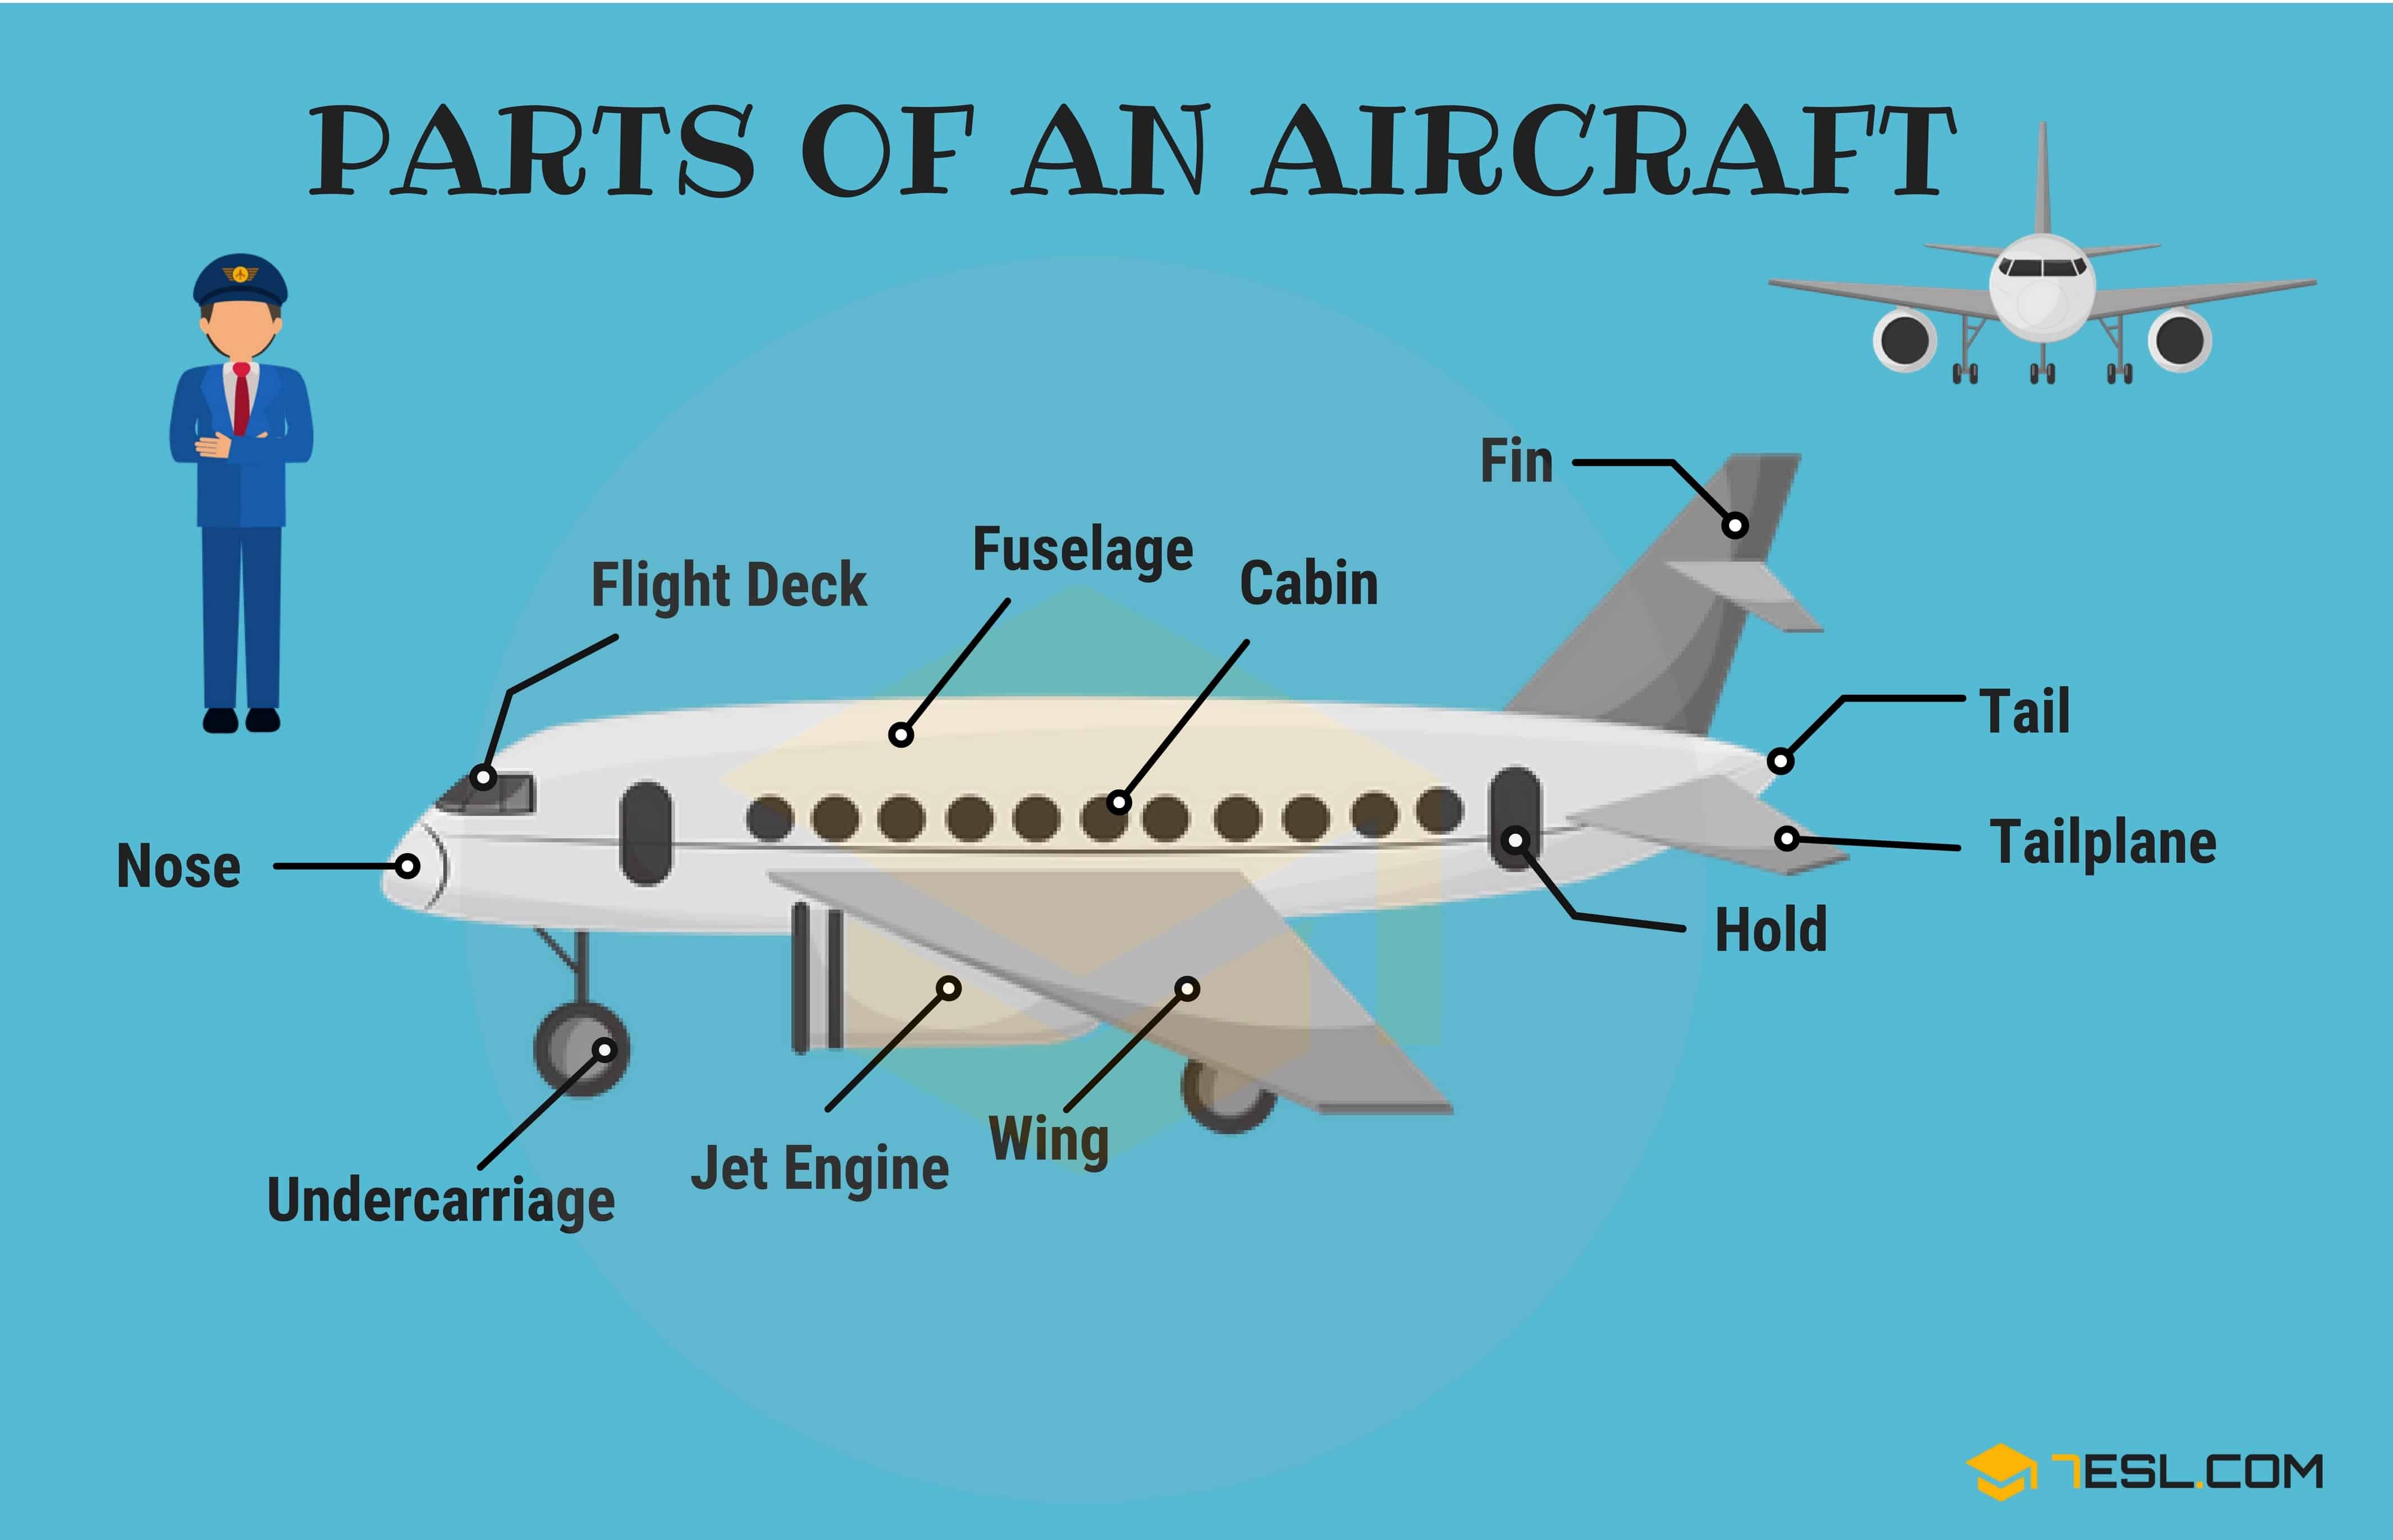 PARTS OF AN AIRCRAFT
Fin
Fuselage
Flight Deck
Cabin
Tail
Tailplane
Nose
Hold
Wing
Jet Engine
Undercarriage
7ESL.COM